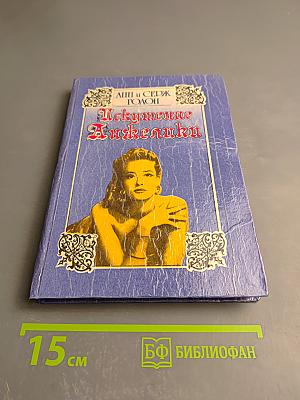 АНН и СЕРЖ
ГОЛОН
Искушение
Анжелики
15 см
БФ БИБЛИОФАН